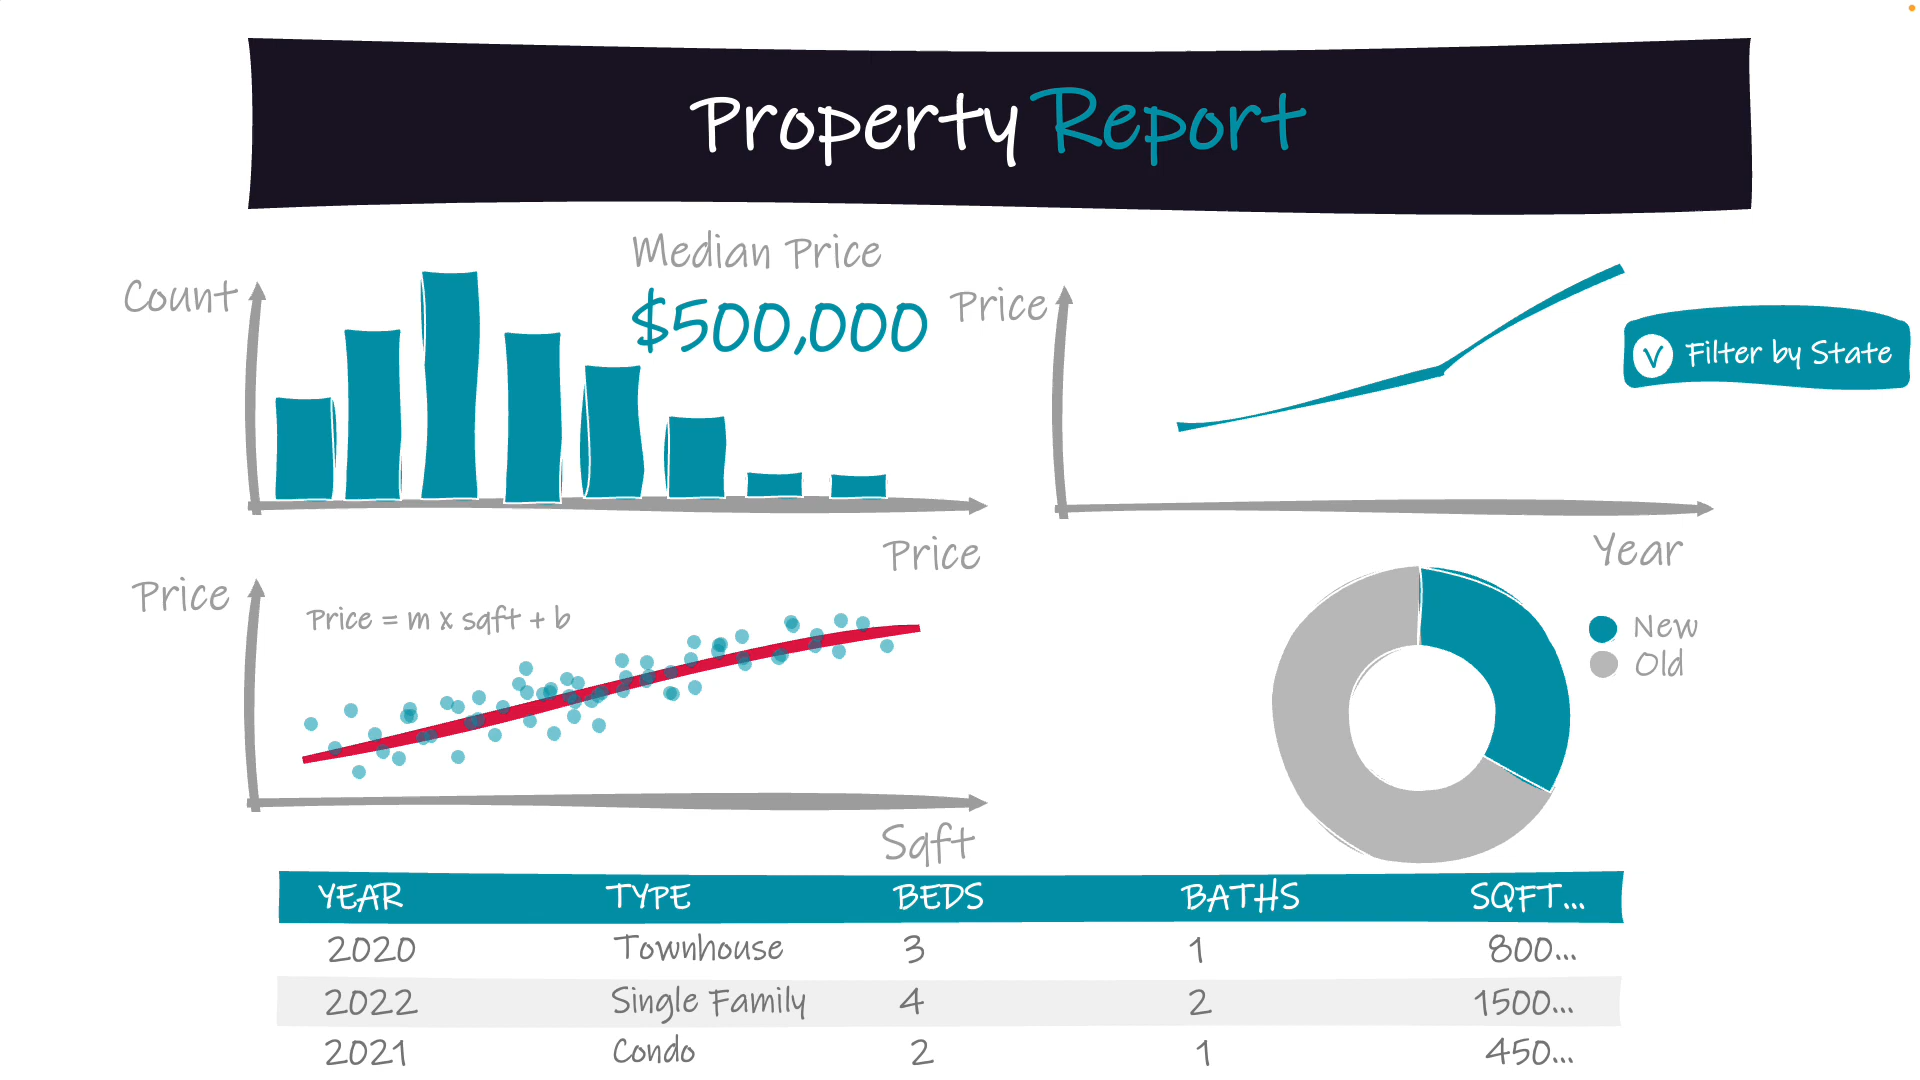 Property Report
Median Price
$500,000
Count
Price
Price
Filter by State
Year
Price
Price = m x sqft + b
Sqft
New
Old
YEAR TYPE BEDS BATHS SQFT...
2020 Townhouse 3 1 800...
2022 Single Family 4 2 1500...
2021 Condo 2 1 450...